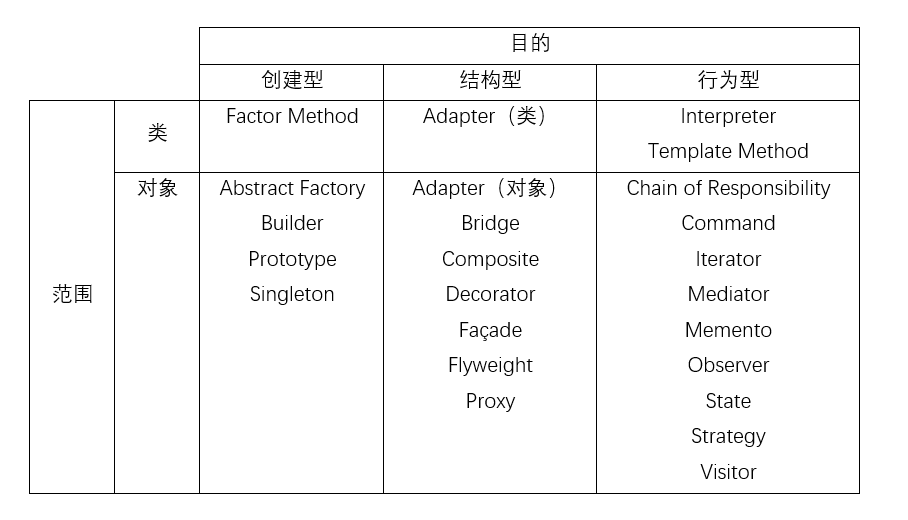 目的
创建型 结构型 行为型
范围
类
Factor Method
Adapter（类）
Interpreter
Template Method
对象
Abstract Factory
Builder
Prototype
Singleton
Adapter（对象）
Bridge
Composite
Decorator
Façade
Flyweight
Proxy
Chain of Responsibility
Command
Iterator
Mediator
Memento
Observer
State
Strategy
Visitor